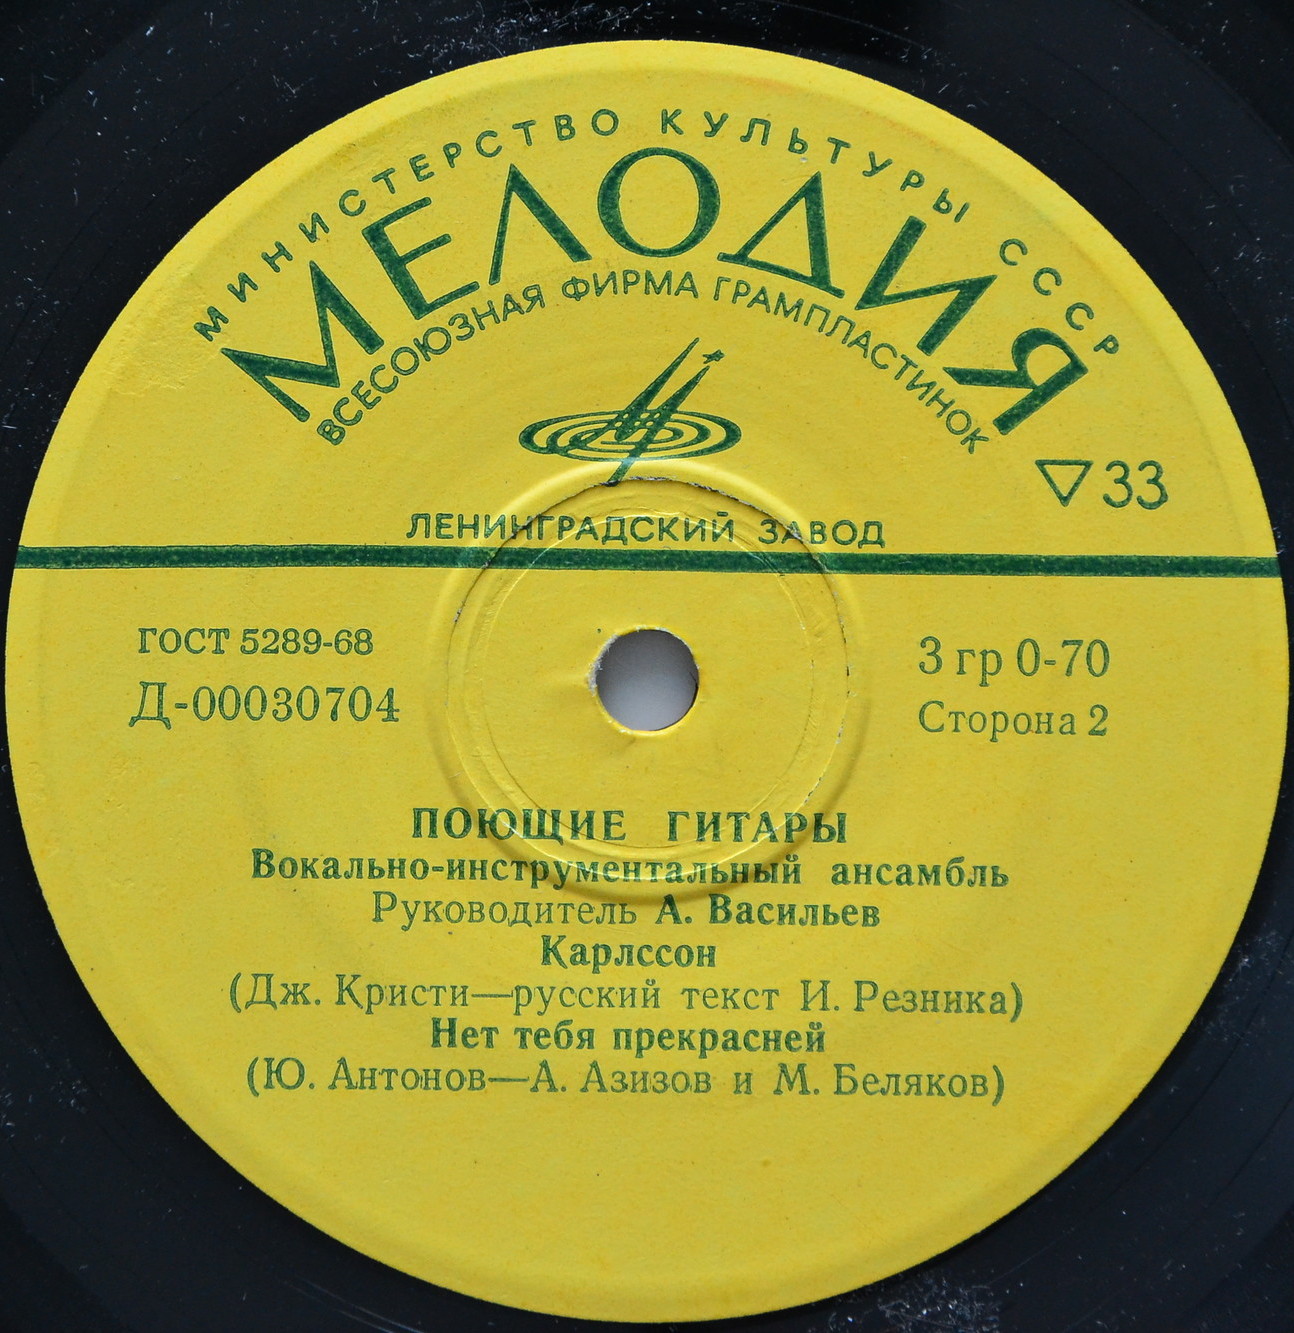 МИНИСТЕРСТВО КУЛЬТУРЫ СССР
МЕЛОДИЯ
ВСЕСОЮЗНАЯ ФИРМА ГРАМПЛАСТИНОК
33
ЛЕНИНГРАДСКИЙ ЗАВОД
ГОСТ 5289-68
Д-00030704
3 гр 0-70
Сторона 2
ПОЮЩИЕ ГИТАРЫ
Вокально-инструментальный ансамбль
Руководитель А. Васильев
Карлссон
(Дж. Кристи—русский текст И. Резника)
Нет тебя прекрасней
(Ю. Антонов—А. Азизов и М. Беляков)